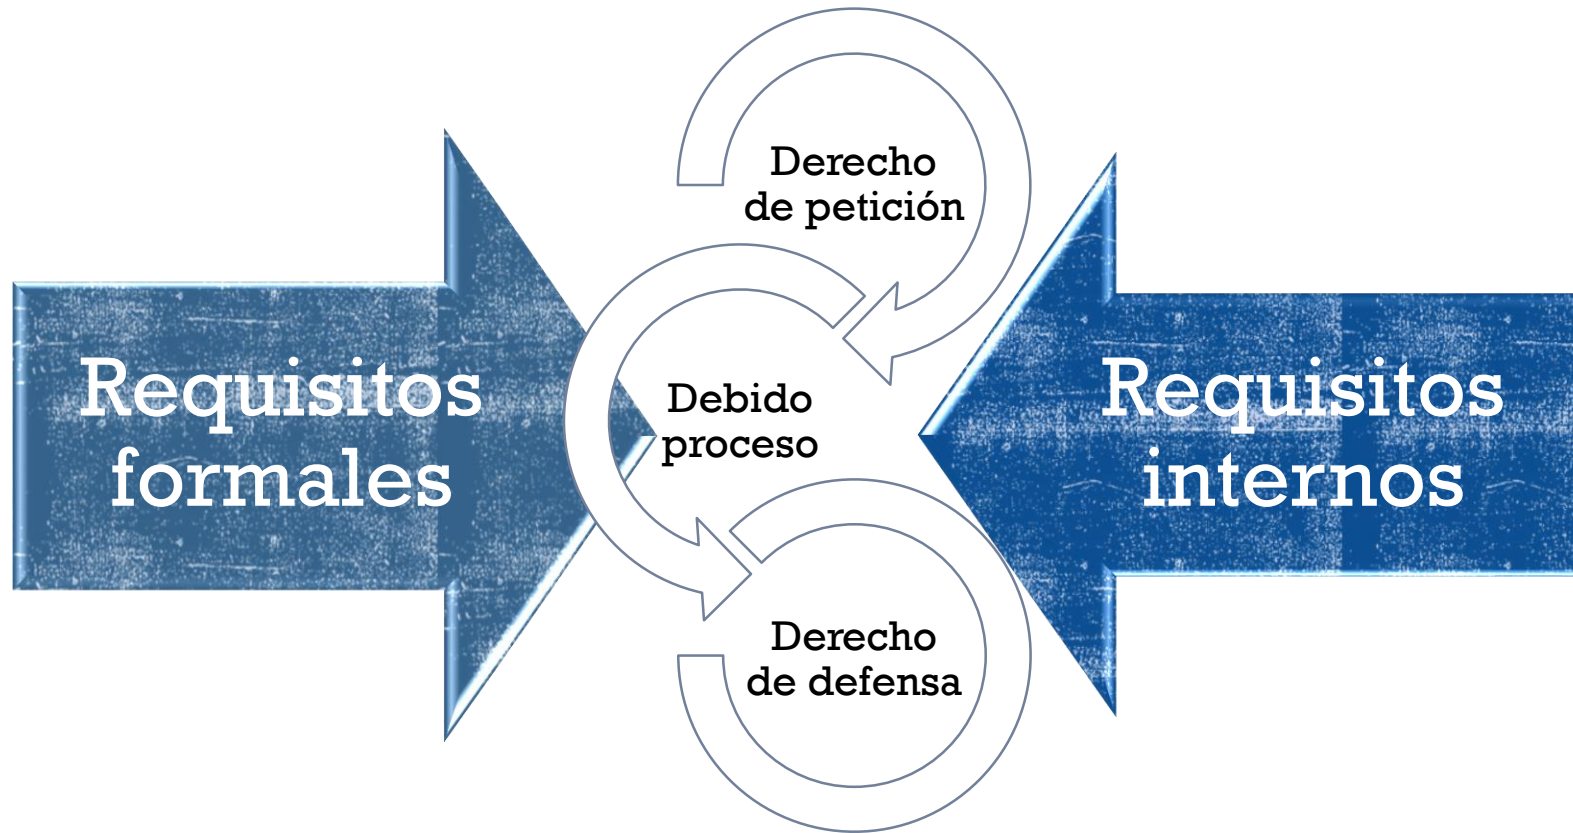 Requisitos
formales
Derecho
de petición
Debido
proceso
Derecho
de defensa
Requisitos
internos